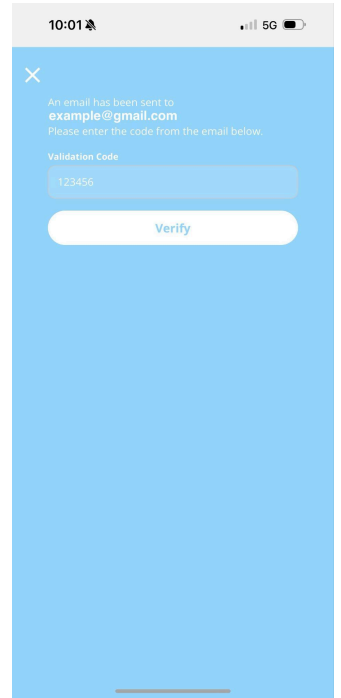 10:01
5G
An email has been sent to
example@gmail.com
Please enter the code from the email below.
Validation Code
123456
Verify